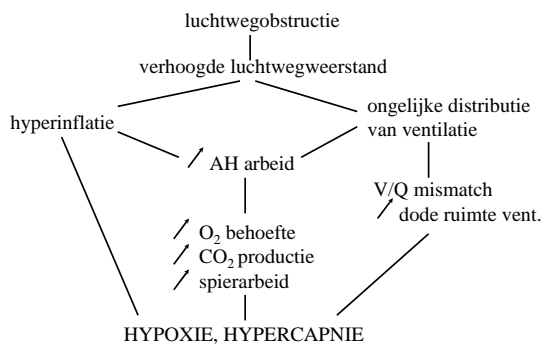 luchtwegobstructie
verhoogde luchtwegweerstand
hyperinflatie
ongelijke distributie
van ventilatie
AH arbeid
V/Q mismatch
dode ruimte vent.
O₂ behoefte
CO₂ productie
spierarbeid
HYPOXIE, HYPERCAPNIE